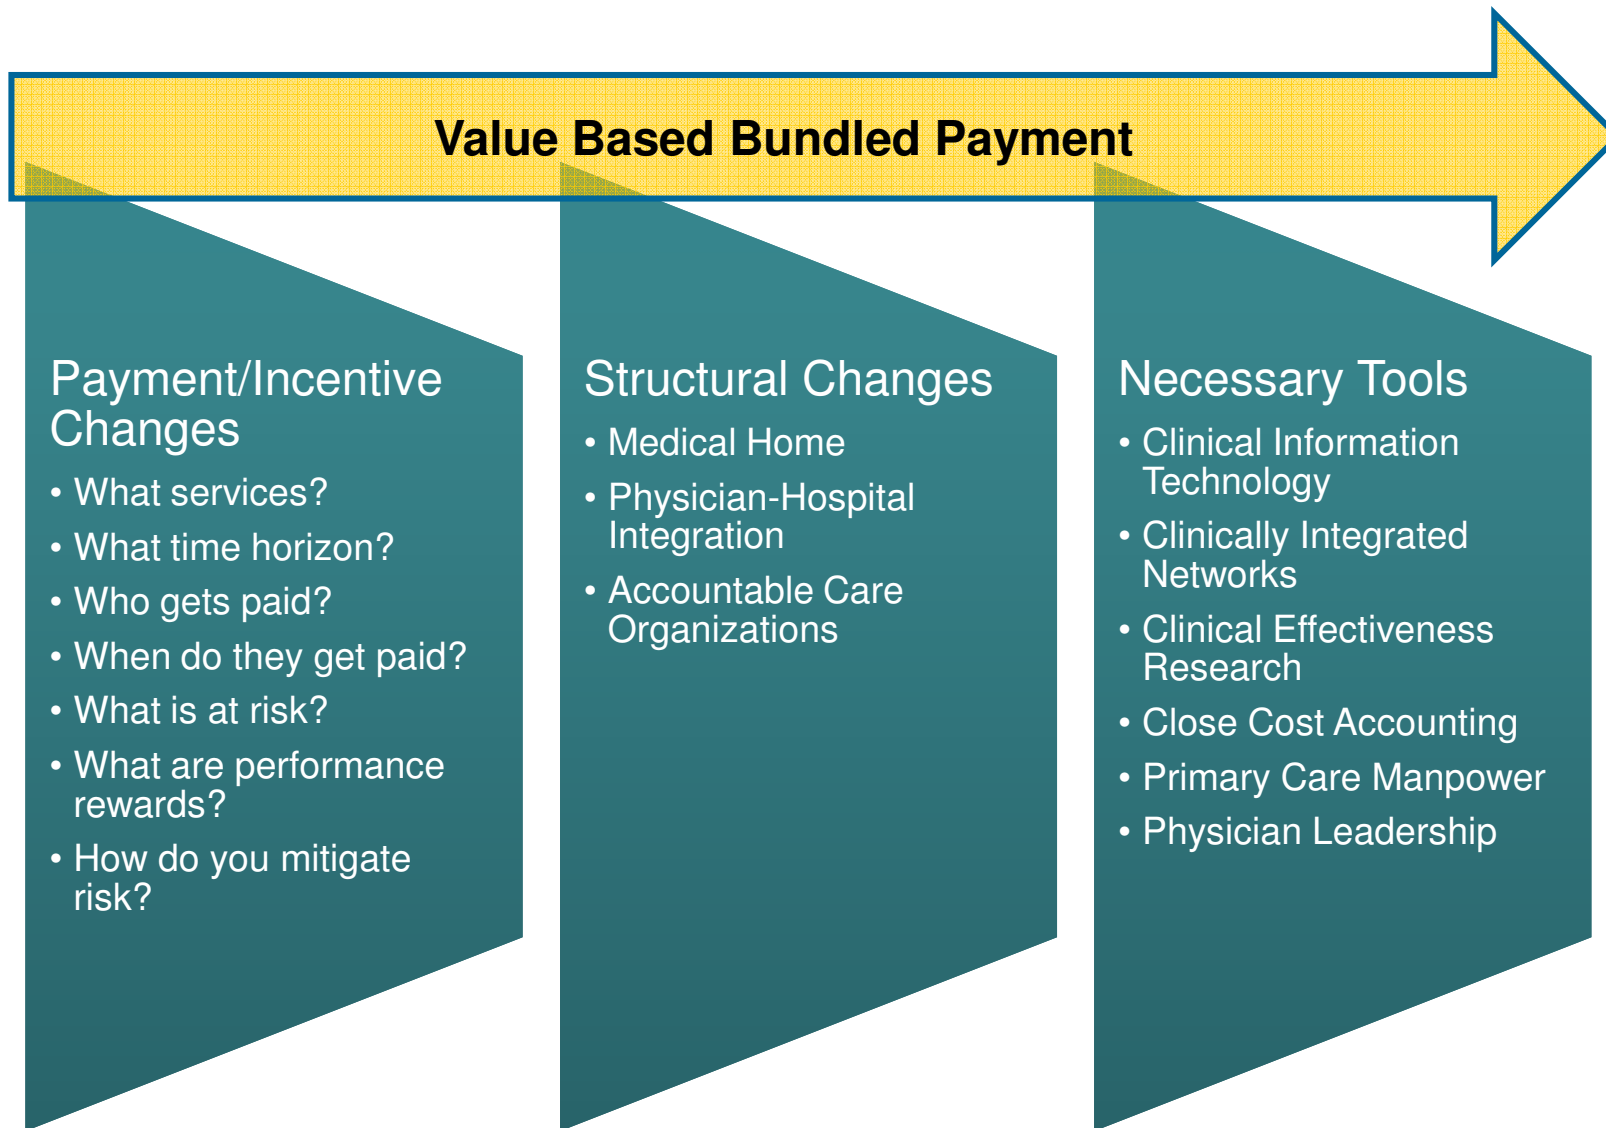 Value Based Bundled Payment
Payment/Incentive
Changes
• What services?
• What time horizon?
• Who gets paid?
• When do they get paid?
• What is at risk?
• What are performance
rewards?
• How do you mitigate
risk?
Structural Changes
• Medical Home
• Physician-Hospital
Integration
• Accountable Care
Organizations
Necessary Tools
• Clinical Information
Technology
• Clinically Integrated
Networks
• Clinical Effectiveness
Research
• Close Cost Accounting
• Primary Care Manpower
• Physician Leadership